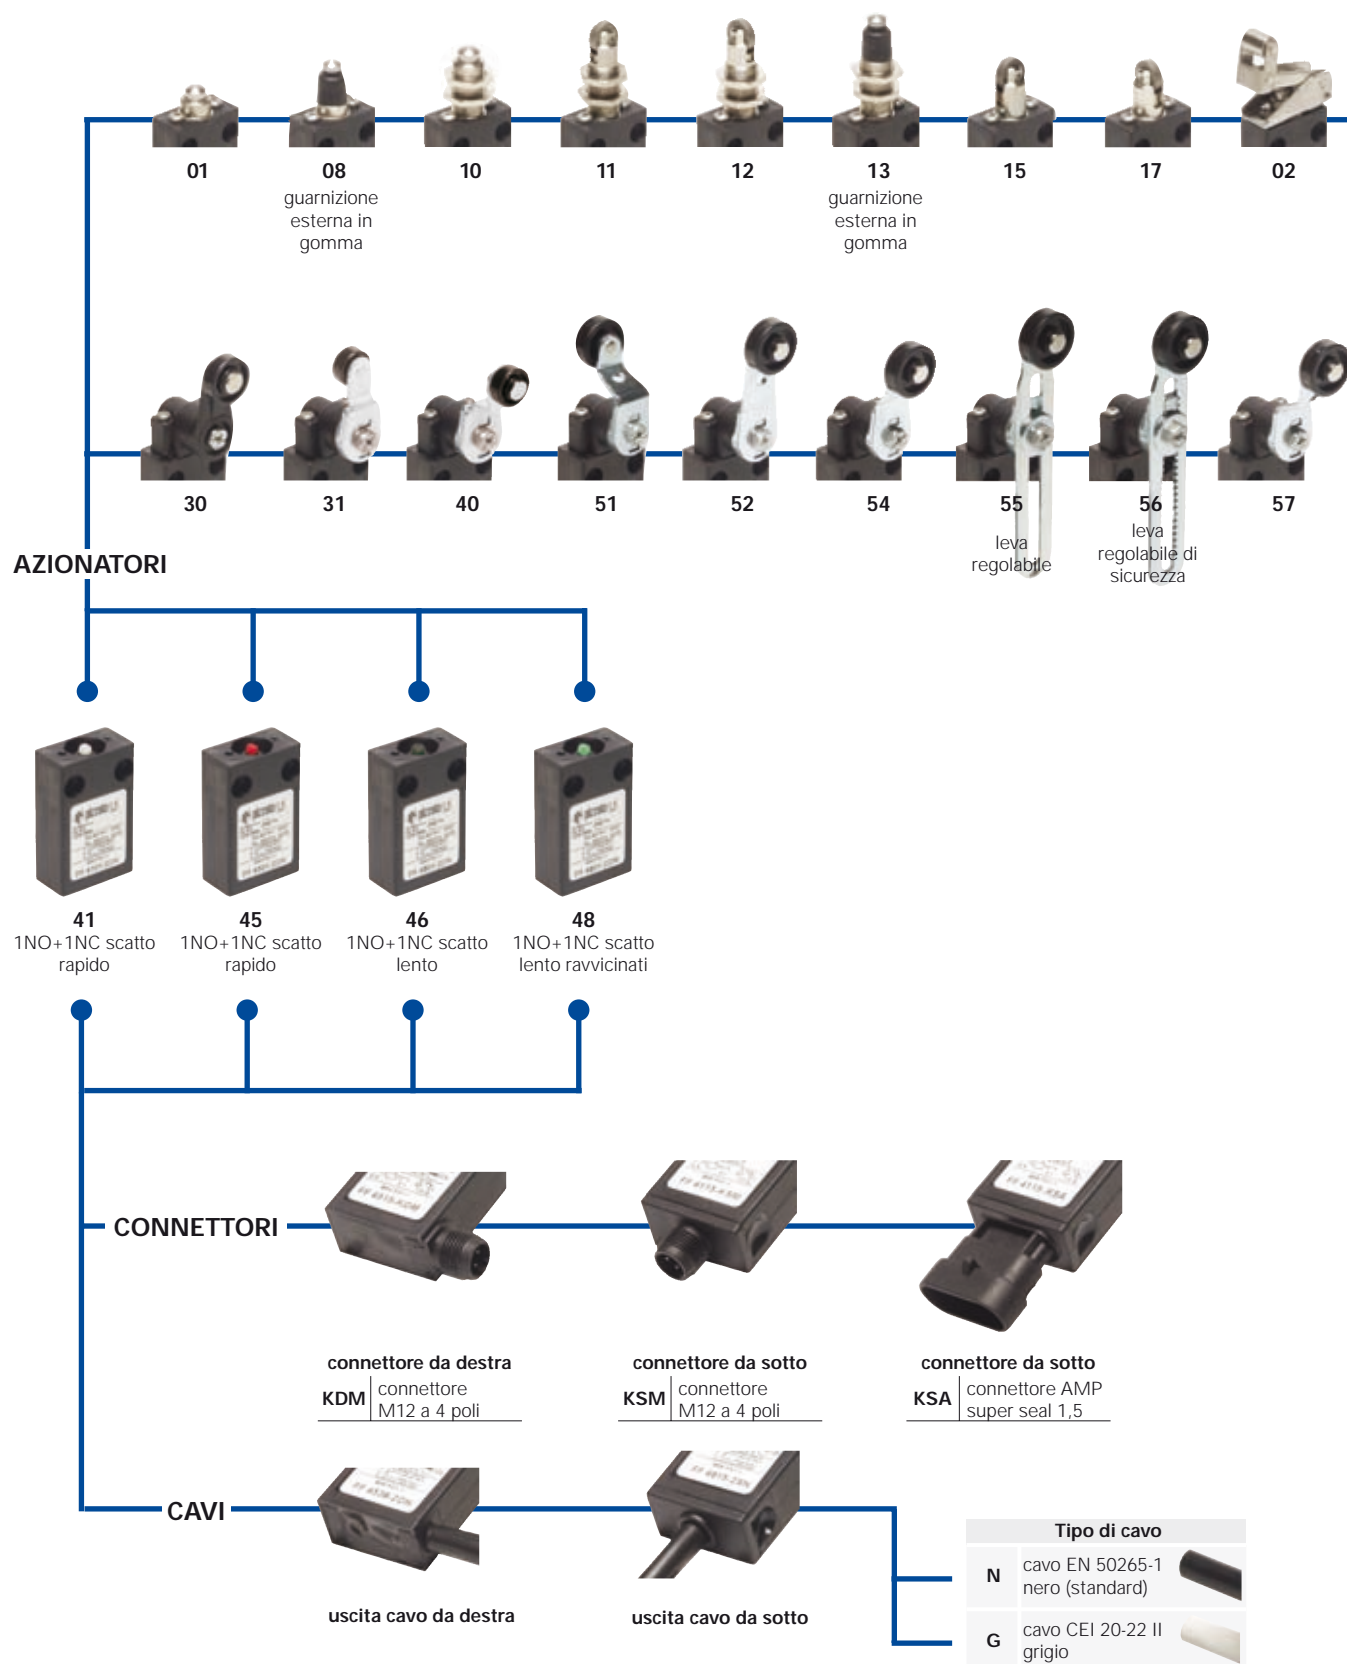 01
08
guarnizione
esterna in
gomma
10
11
12
13
guarnizione
esterna in
gomma
15
17
02
30
31
40
51
52
54
55
leva
regolabile
56
leva
regolabile di
sicurezza
57
AZIONATORI
41
1NO+1NC scatto
rapido
45
1NO+1NC scatto
rapido
46
1NO+1NC scatto
lento
48
1NO+1NC scatto
lento ravvicinati
CONNETTORI
connettore da destra
KDM connettore
M12 a 4 poli
connettore da sotto
KSM connettore
M12 a 4 poli
connettore da sotto
KSA connettore AMP
super seal 1,5
CAVI
uscita cavo da destra
uscita cavo da sotto
Tipo di cavo
N cavo EN 50265-1
nero (standard)
G cavo CEI 20-22 II
grigio